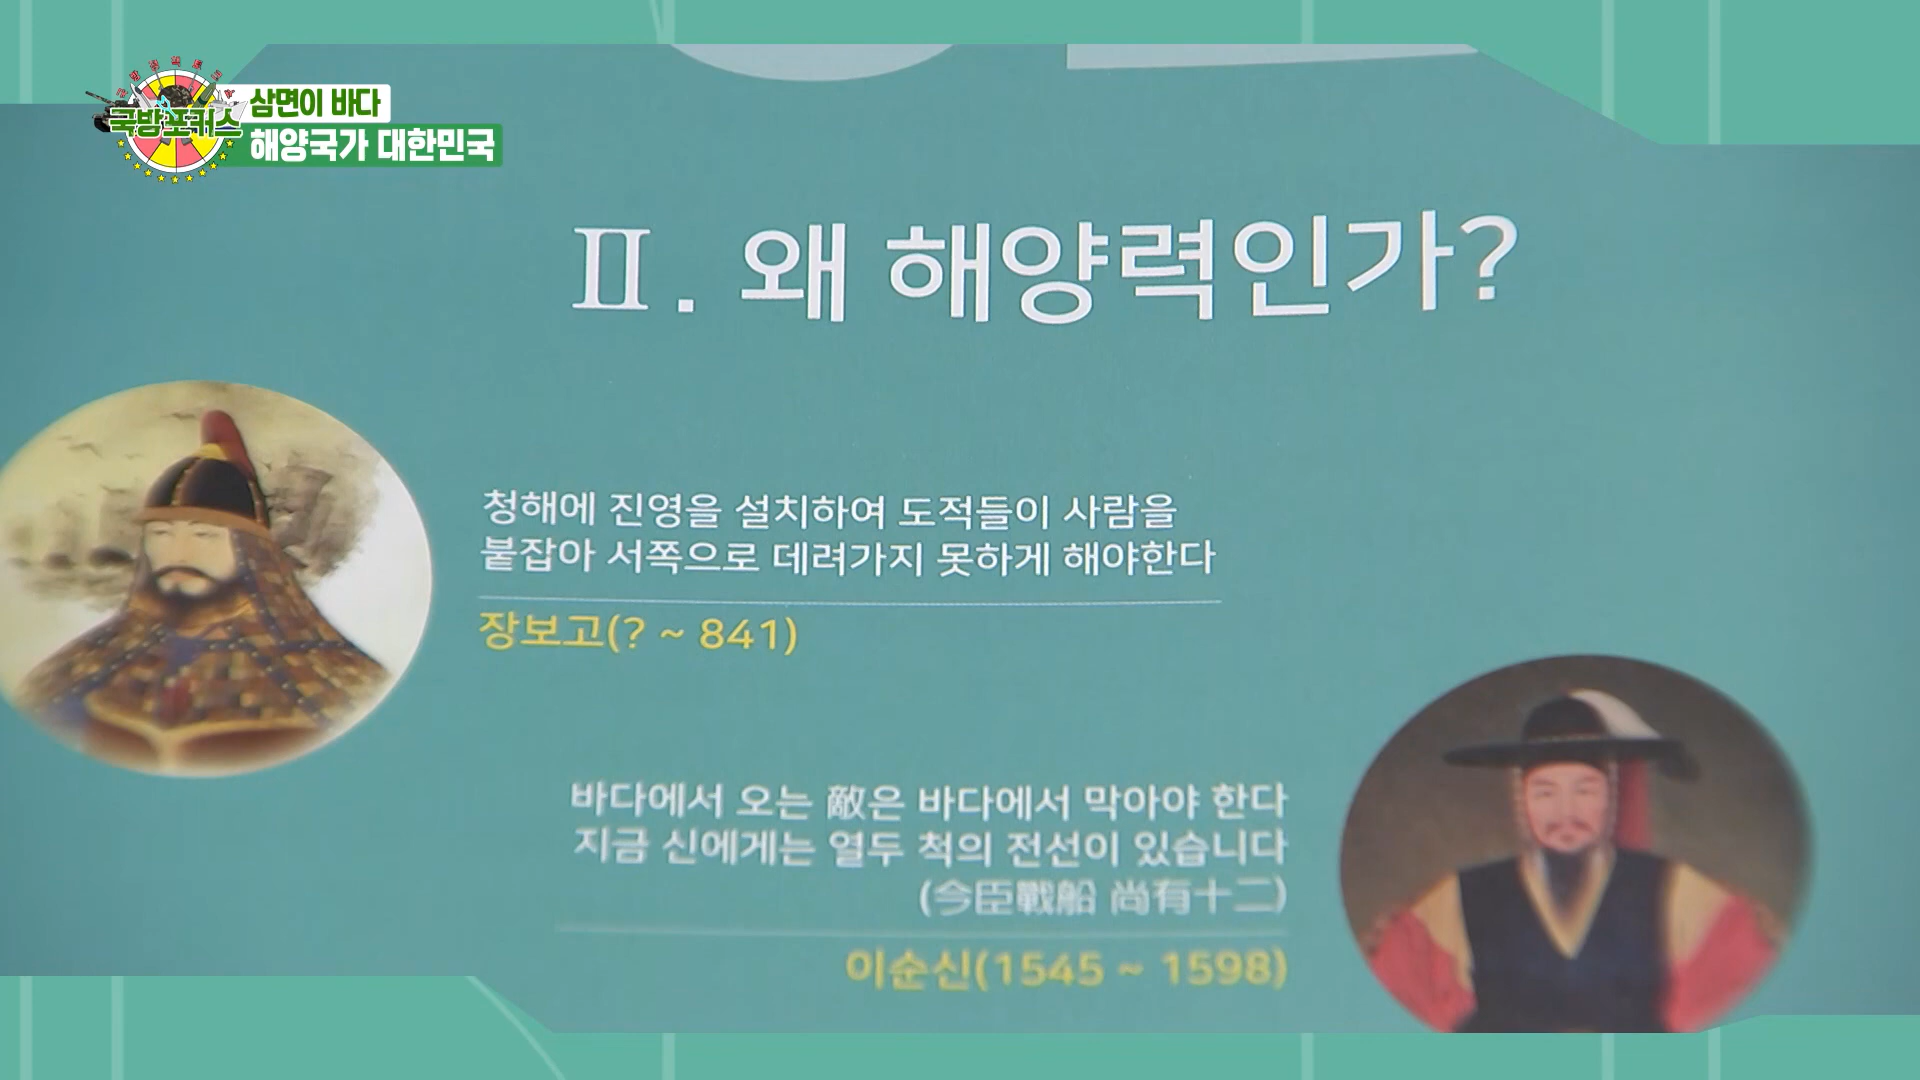 국방포커스
삼면이 바다
해양국가 대한민국
Ⅱ. 왜 해양력인가?
청해에 진영을 설치하여 도적들이 사람을
붙잡아 서쪽으로 데려가지 못하게 해야한다
장보고(? ~ 841)
바다에서 오는 敵은 바다에서 막아야 한다
지금 신에게는 열두 척의 전선이 있습니다
(今臣戰船 尚有十二)
이순신(1545 ~ 1598)